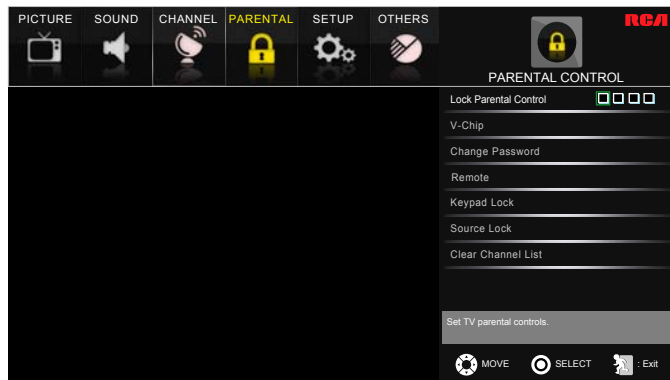 PICTURE SOUND CHANNEL PARENTAL SETUP OTHERS
RCA
PARENTAL CONTROL
Lock Parental Control
V-Chip
Change Password
Remote
Keypad Lock
Source Lock
Clear Channel List
Set TV parental controls.
MOVE SELECT : Exit